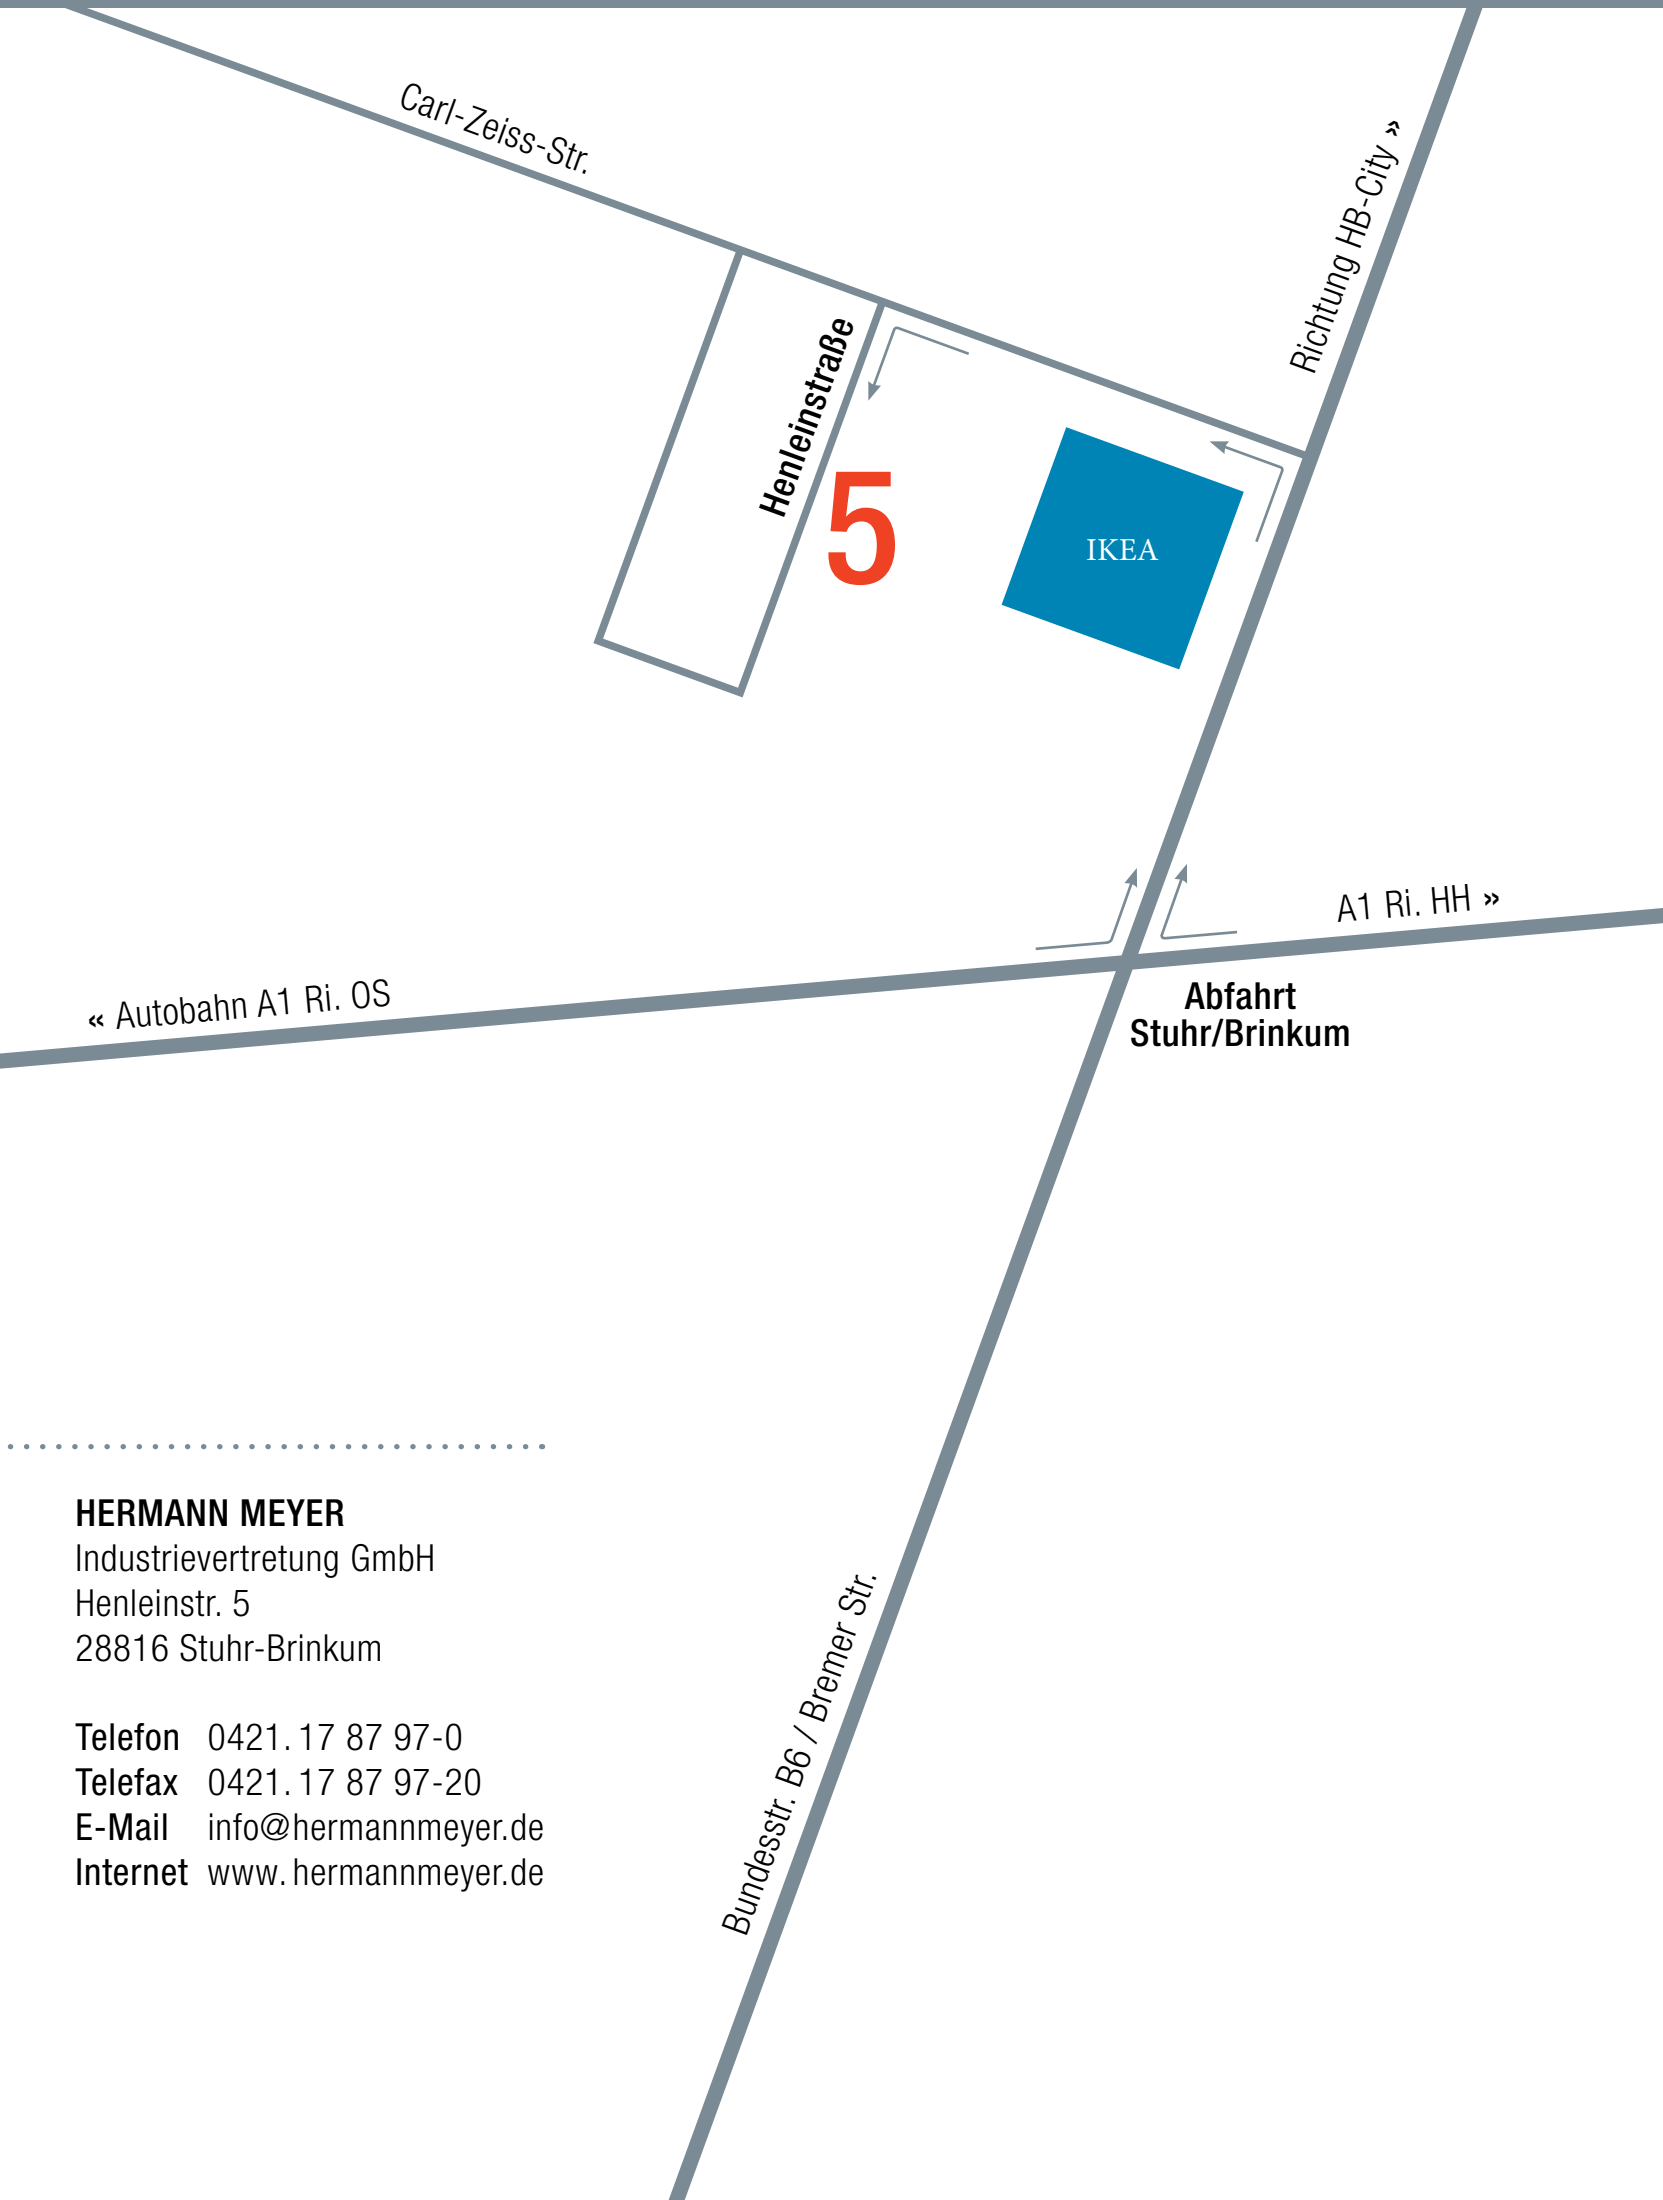 Carl-Zeiss-Str.
Richtung HB-City »
Henleinstraße
5
IKEA
A1 Ri. HH »
« Autobahn A1 Ri. OS
Abfahrt
Stuhr/Brinkum
Bundesstr. B6 / Bremer Str.
HERMANN MEYER
Industrievertretung GmbH
Henleinstr. 5
28816 Stuhr-Brinkum
Telefon 0421. 17 87 97-0
Telefax 0421. 17 87 97-20
E-Mail info@hermannmeyer.de
Internet www. hermannmeyer.de